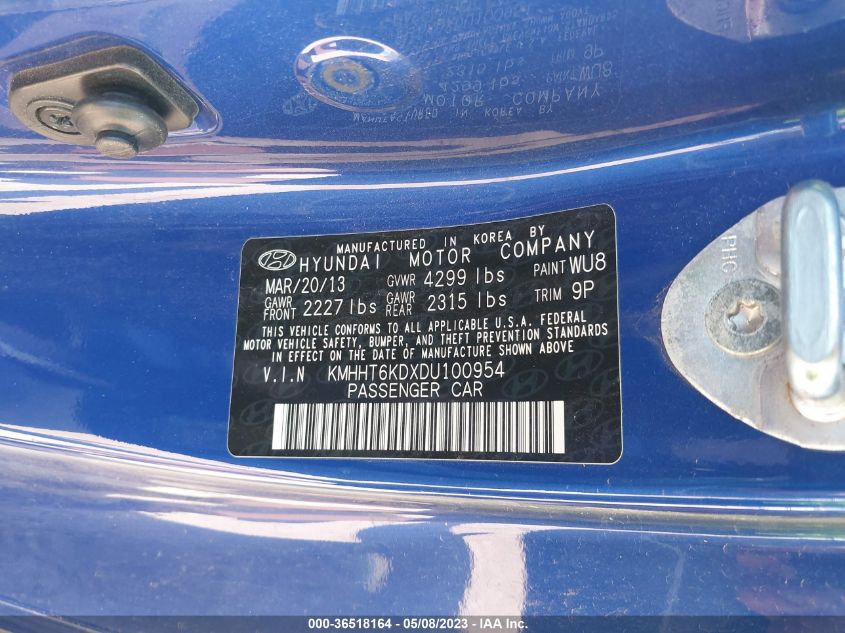 MANUFACTURED IN KOREA BY
HYUNDAI MOTOR COMPANY
MAR/20/13 GVWR 4299 lbs PAINT WU8
GAWR FRONT 2227 lbs GAWR REAR 2315 lbs TRIM 9P
THIS VEHICLE CONFORMS TO ALL APPLICABLE U.S.A. FEDERAL
MOTOR VEHICLE SAFETY, BUMPER, AND THEFT PREVENTION STANDARDS
IN EFFECT ON THE DATE OF MANUFACTURE SHOWN ABOVE
V.I.N KMHHT6KDXDU100954
PASSENGER CAR
PHC
000-36518164 - 05/08/2023 - IAA Inc.